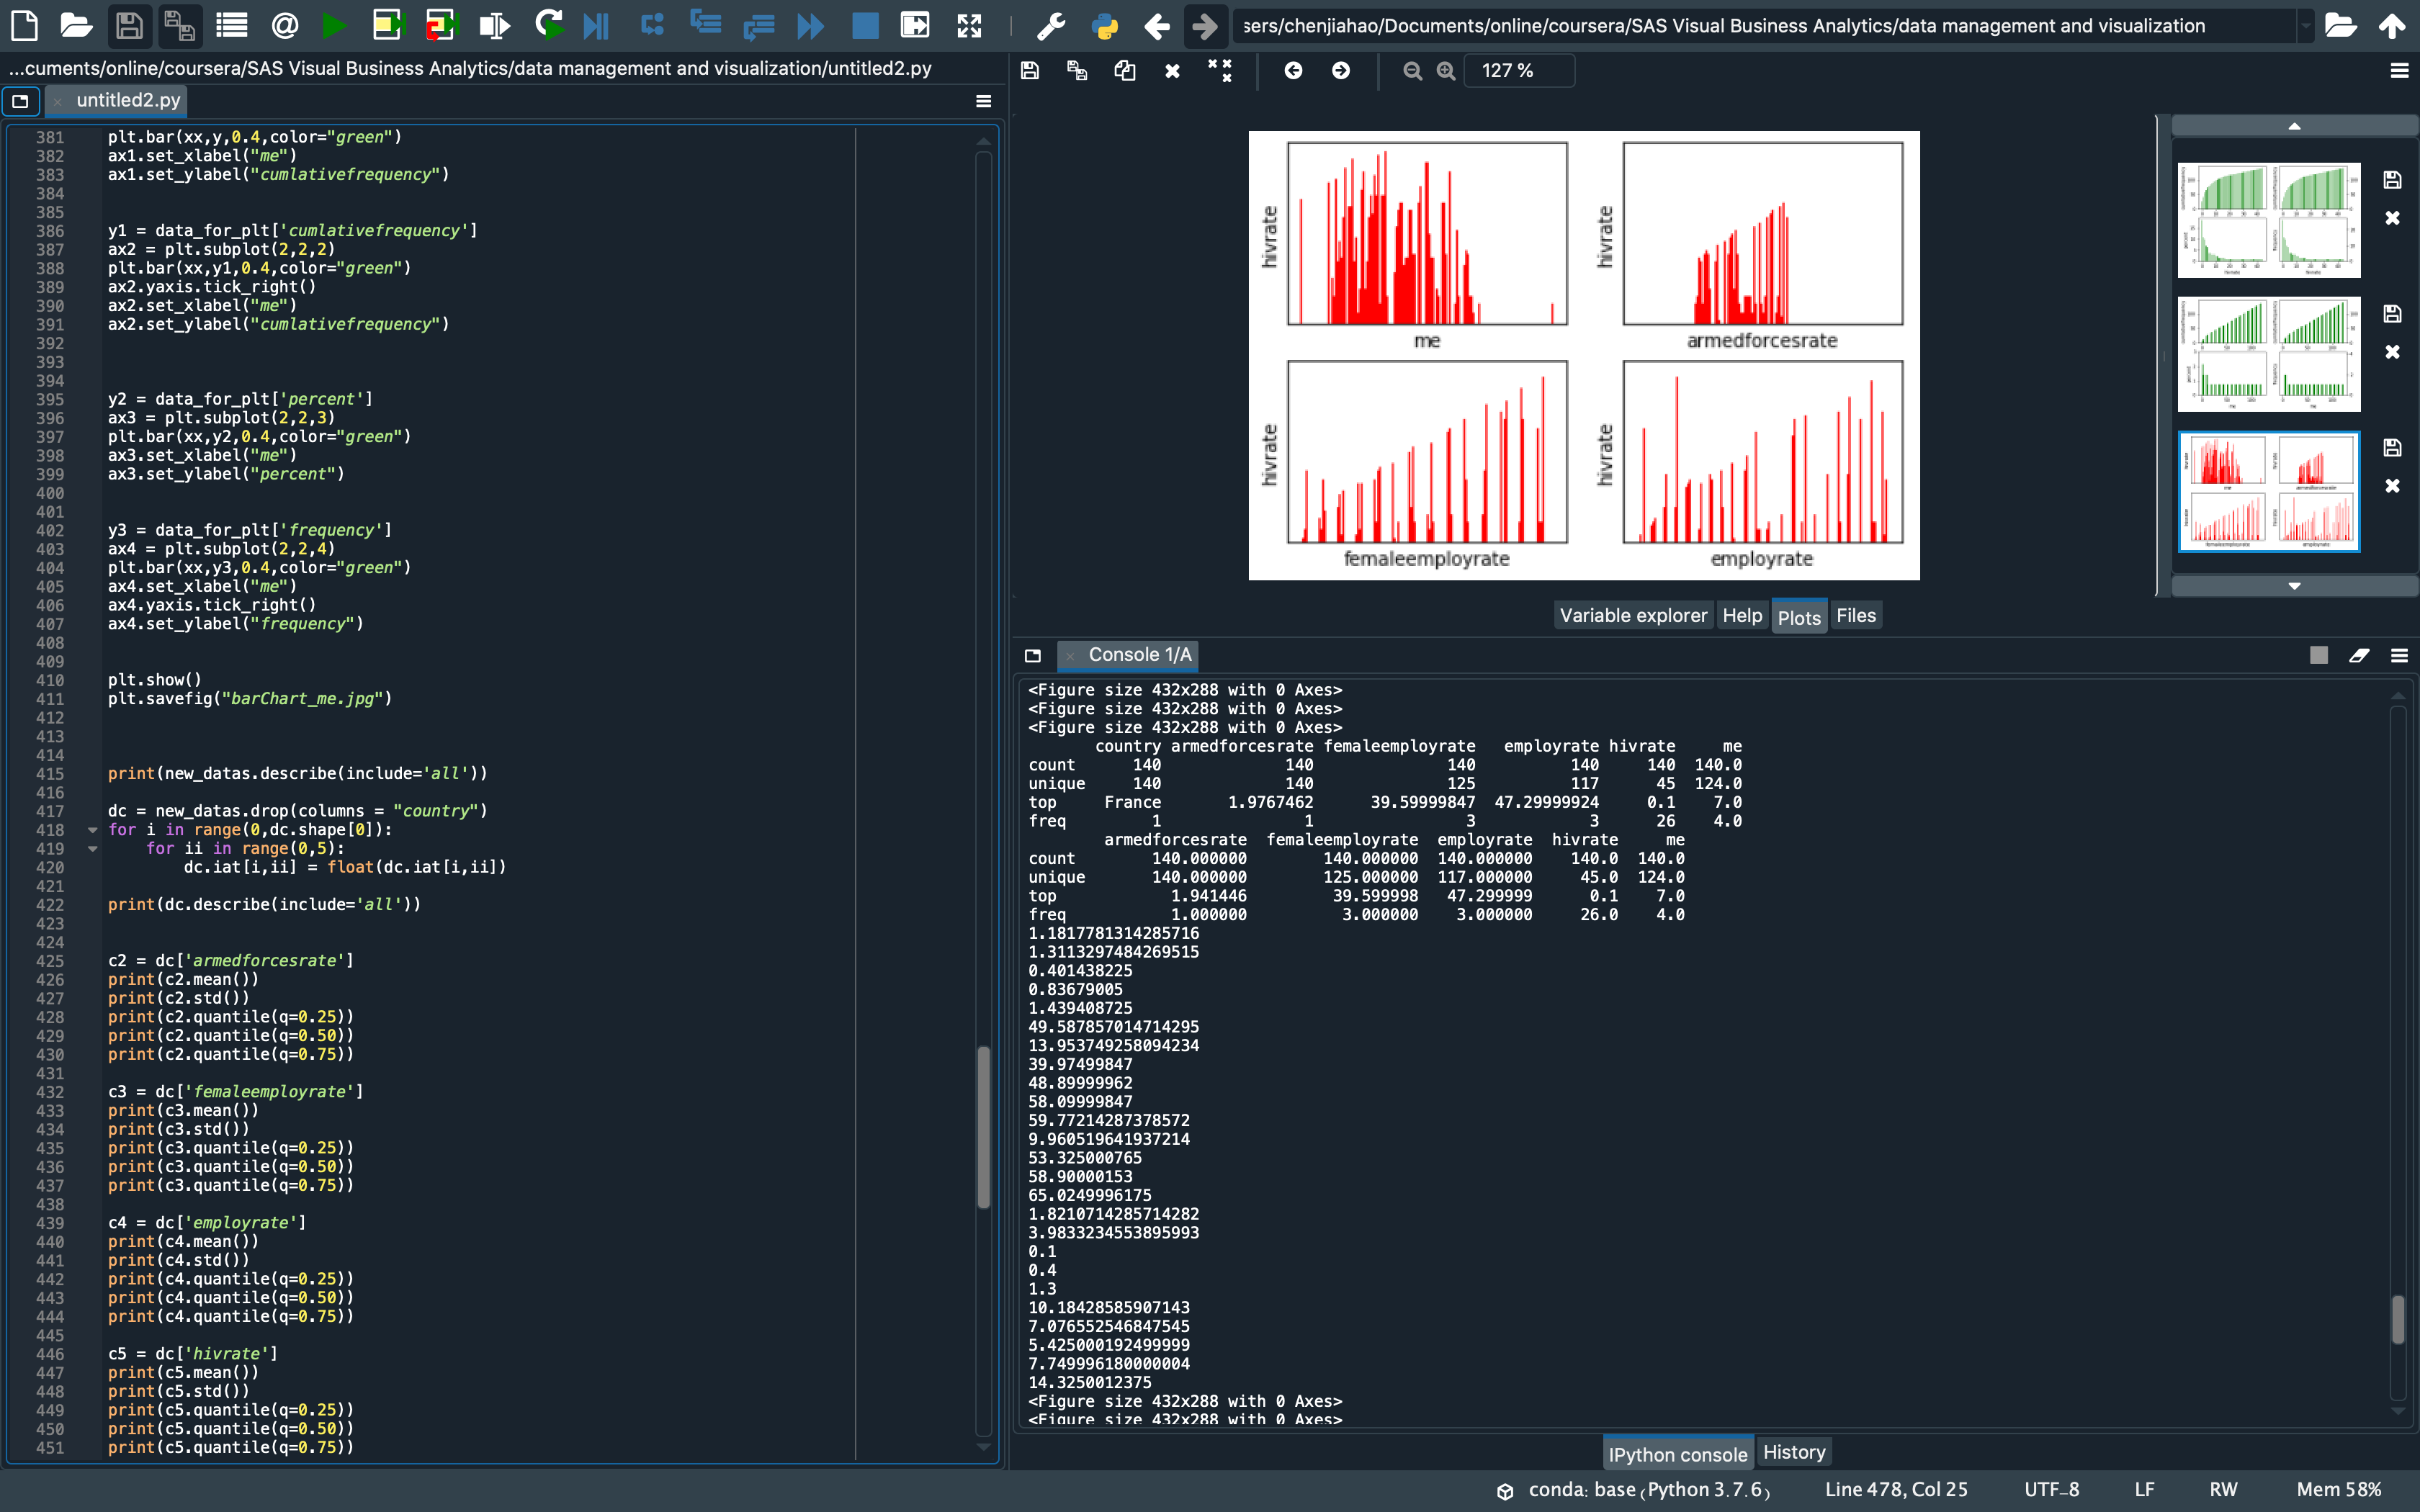 sers/chenjiahao/Documents/online/coursera/SAS Visual Business Analytics/data management and visualization
...cuments/online/coursera/SAS Visual Business Analytics/data management and visualization/untitled2.py
untitled2.py
381 plt.bar(xx,y,0.4,color="green")
382 ax1.set_xlabel("me")
383 ax1.set_ylabel("cumlativefrequency")
384
385
386 y1 = data_for_plt['cumlativefrequency']
387 ax2 = plt.subplot(2,2,2)
388 plt.bar(xx,y1,0.4,color="green")
389 ax2.yaxis.tick_right()
390 ax2.set_xlabel("me")
391 ax2.set_ylabel("cumlativefrequency")
392
393
394
395 y2 = data_for_plt['percent']
396 ax3 = plt.subplot(2,2,3)
397 plt.bar(xx,y2,0.4,color="green")
398 ax3.set_xlabel("me")
399 ax3.set_ylabel("percent")
400
401
402 y3 = data_for_plt['frequency']
403 ax4 = plt.subplot(2,2,4)
404 plt.bar(xx,y3,0.4,color="green")
405 ax4.set_xlabel("me")
406 ax4.yaxis.tick_right()
407 ax4.set_ylabel("frequency")
408
409
410 plt.show()
411 plt.savefig("barChart_me.jpg")
412
413
414
415 print(new_datas.describe(include='all'))
416
417 dc = new_datas.drop(columns = "country")
418 for i in range(0,dc.shape[0]):
419     for ii in range(0,5):
420         dc.iat[i,ii] = float(dc.iat[i,ii])
421
422 print(dc.describe(include='all'))
423
424
425 c2 = dc['armedforcesrate']
426 print(c2.mean())
427 print(c2.std())
428 print(c2.quantile(q=0.25))
429 print(c2.quantile(q=0.50))
430 print(c2.quantile(q=0.75))
431
432 c3 = dc['femaleemployrate']
433 print(c3.mean())
434 print(c3.std())
435 print(c3.quantile(q=0.25))
436 print(c3.quantile(q=0.50))
437 print(c3.quantile(q=0.75))
438
439 c4 = dc['employrate']
440 print(c4.mean())
441 print(c4.std())
442 print(c4.quantile(q=0.25))
443 print(c4.quantile(q=0.50))
444 print(c4.quantile(q=0.75))
445
446 c5 = dc['hivrate']
447 print(c5.mean())
448 print(c5.std())
449 print(c5.quantile(q=0.25))
450 print(c5.quantile(q=0.50))
451 print(c5.quantile(q=0.75))
127 %
hivrate
me
hivrate
armedforcesrate
hivrate
femaleemployrate
hivrate
employrate
Variable explorer Help Plots Files
Console 1/A
<Figure size 432x288 with 0 Axes>
<Figure size 432x288 with 0 Axes>
<Figure size 432x288 with 0 Axes>
country armedforcesrate femaleemployrate employrate hivrate me
count 140 140 140 140 140 140.0
unique 140 140 125 117 45 124.0
top France 1.9767462 39.59999847 47.29999924 0.1 7.0
freq 1 1 3 3 26 4.0
armedforcesrate femaleemployrate employrate hivrate me
count 140.000000 140.000000 140.000000 140.0 140.0
unique 140.000000 125.000000 117.000000 45.0 124.0
top 1.941446 39.599998 47.299999 0.1 7.0
freq 1.000000 3.000000 3.000000 26.0 4.0
1.1817781314285716
1.3113297484269515
0.401438225
0.83679005
1.439408725
49.587857014714295
13.953749258094234
39.97499847
48.89999962
58.09999847
59.77214287378572
9.960519641937214
53.325000765
58.90000153
65.0249996175
1.8210714285714282
3.9833234553895993
0.1
0.4
1.3
10.18428585907143
7.076552546847545
5.425000192499999
7.749996180000004
14.3250012375
<Figure size 432x288 with 0 Axes>
<Figure size 432x288 with 0 Axes>
IPython console History
conda: base (Python 3.7.6) Line 478, Col 25 UTF-8 LF RW Mem 58%